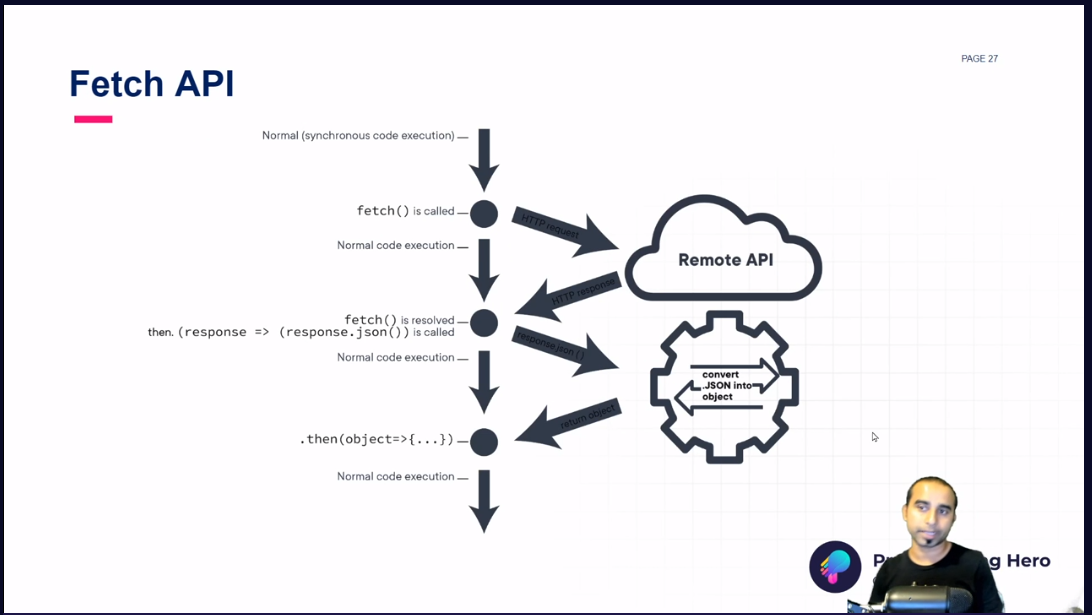 PAGE 27
Fetch API
Normal (synchronous code execution)
fetch() is called
HTTP request
Normal code execution
Remote API
HTTP response
fetch() is resolved
then. (response => (response.json()) is called
response.json()
Normal code execution
convert
.JSON into
object
return object
.then(object=>{...})
Normal code execution
Hero